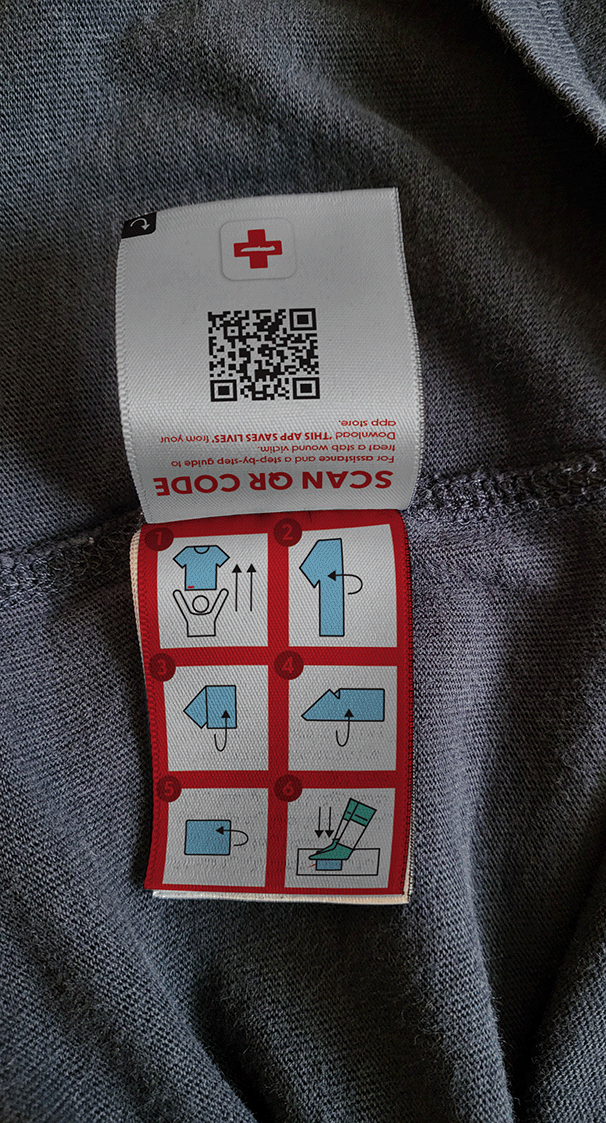 SCAN QR CODE
For assistance and a step-by-step guide to
treat a stab wound victim.
Download "THIS APP SAVES LIVES" from your
app store.
1
2
3
4
5
6